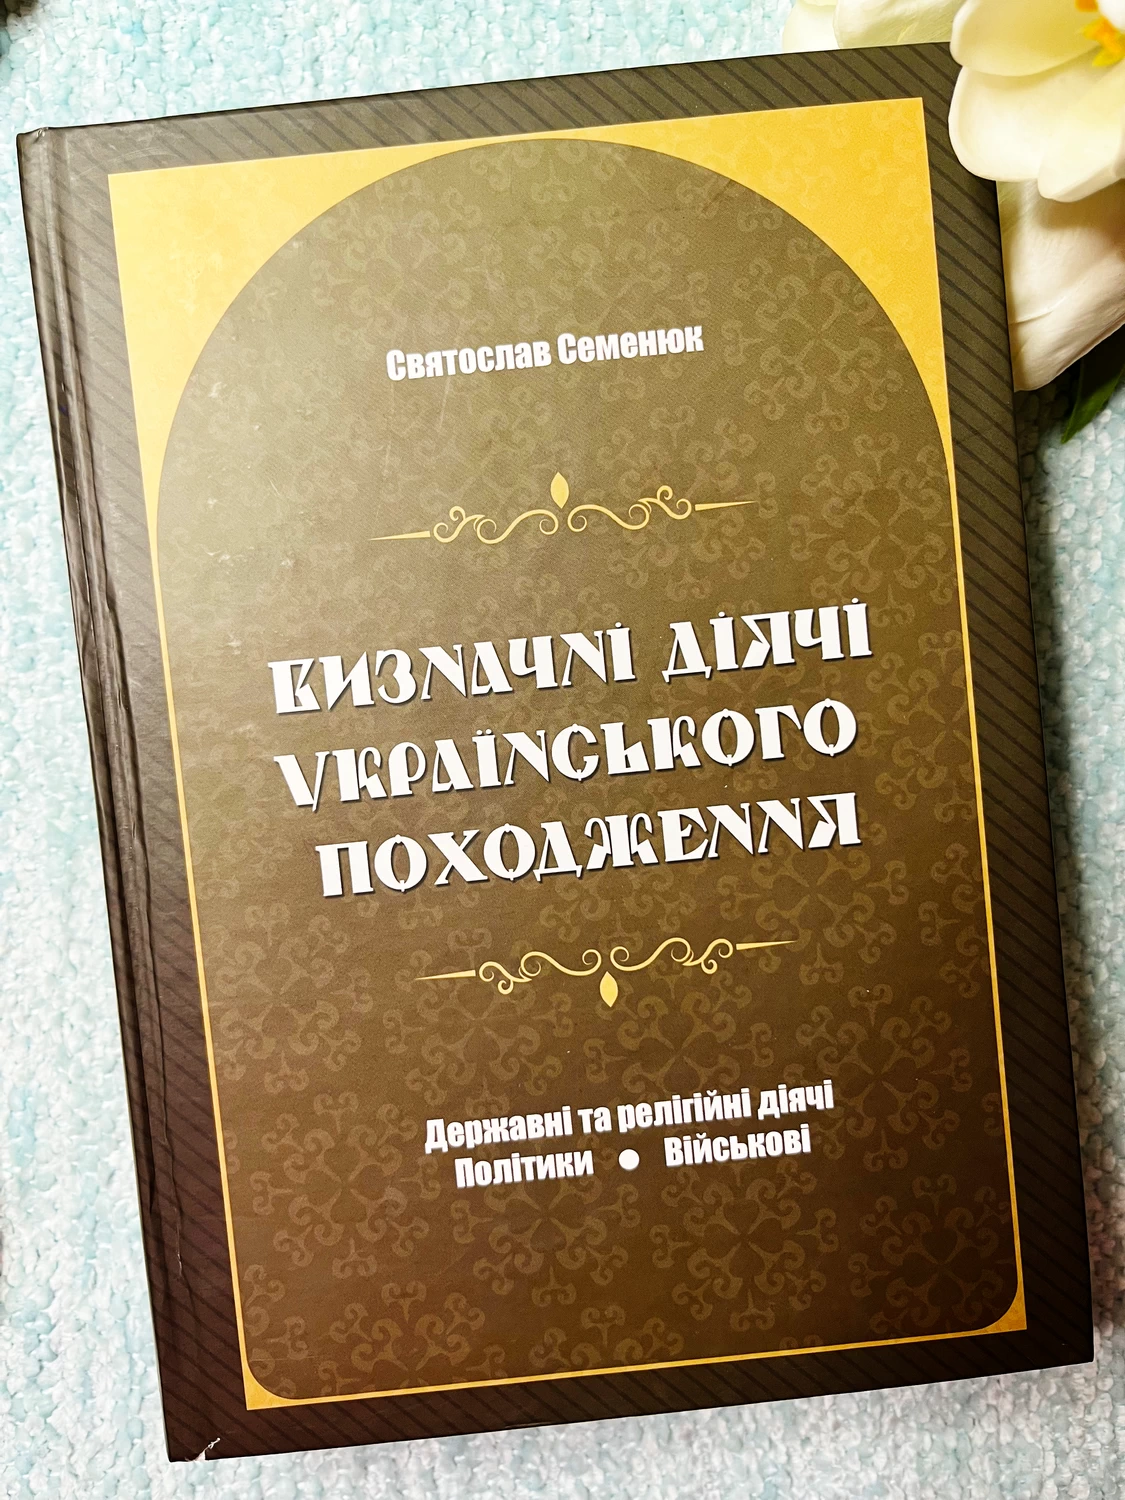 Святослав Семенюк
ВИЗНАЧНІ ДІЯЧІ
УКРАЇНСЬКОГО
ПОХОДЖЕННЯ
Державні та релігійні діячі
Політики ● Військові